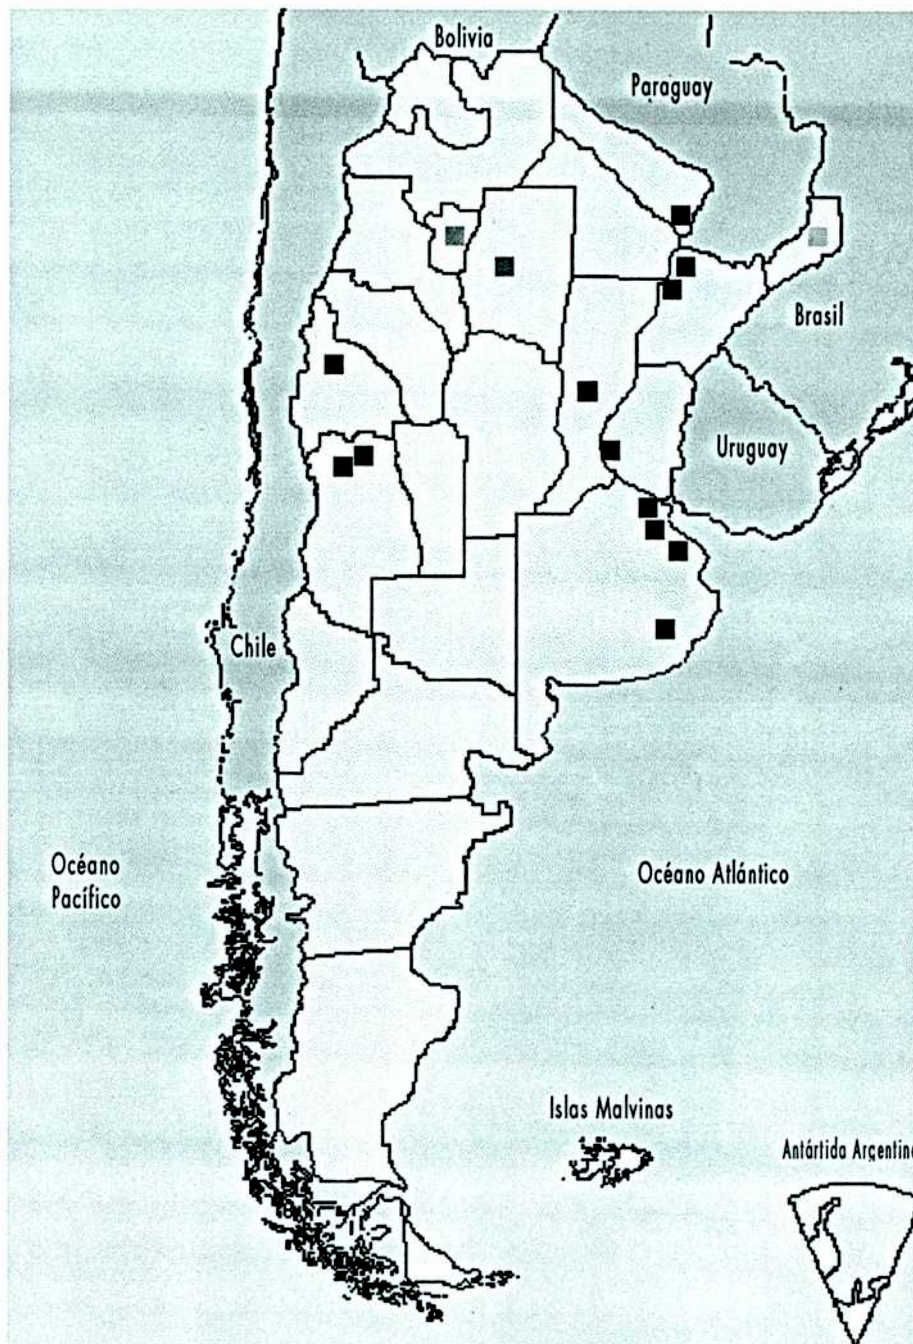 Bolivia
Paraguay
Brasil
Uruguay
Chile
Océano
Pacífico
Océano Atlántico
Islas Malvinas
Antártida Argentina